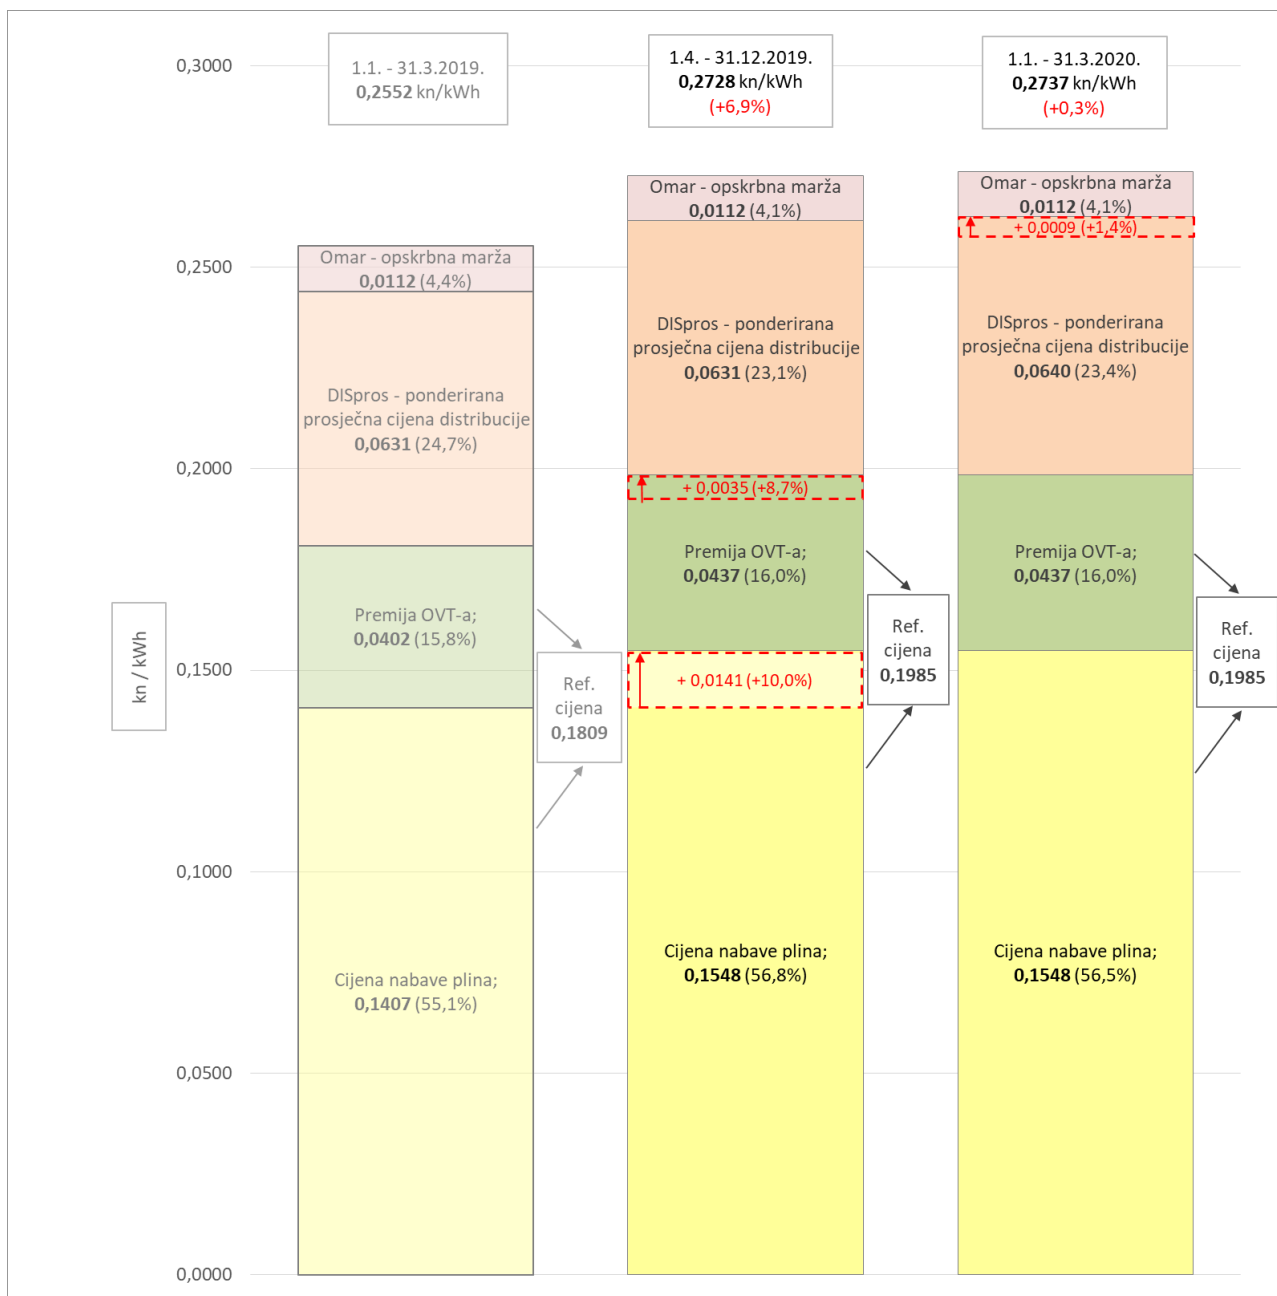 0,3000
0,2500
0,2000
0,1500
0,1000
0,0500
0,0000
kn / kWh
1.1. - 31.3.2019.
0,2552 kn/kWh
Omar - opskrbna marža
0,0112 (4,4%)
DISpros - ponderirana
prosječna cijena distribucije
0,0631 (24,7%)
Premija OVT-a;
0,0402 (15,8%)
Cijena nabave plina;
0,1407 (55,1%)
Ref.
cijena
0,1809
1.4. - 31.12.2019.
0,2728 kn/kWh
(+6,9%)
Omar - opskrbna marža
0,0112 (4,1%)
DISpros - ponderirana
prosječna cijena distribucije
0,0631 (23,1%)
+ 0,0035 (+8,7%)
Premija OVT-a;
0,0437 (16,0%)
+ 0,0141 (+10,0%)
Cijena nabave plina;
0,1548 (56,8%)
Ref.
cijena
0,1985
1.1. - 31.3.2020.
0,2737 kn/kWh
(+0,3%)
Omar - opskrbna marža
0,0112 (4,1%)
+ 0,0009 (+1,4%)
DISpros - ponderirana
prosječna cijena distribucije
0,0640 (23,4%)
Premija OVT-a;
0,0437 (16,0%)
Cijena nabave plina;
0,1548 (56,5%)
Ref.
cijena
0,1985